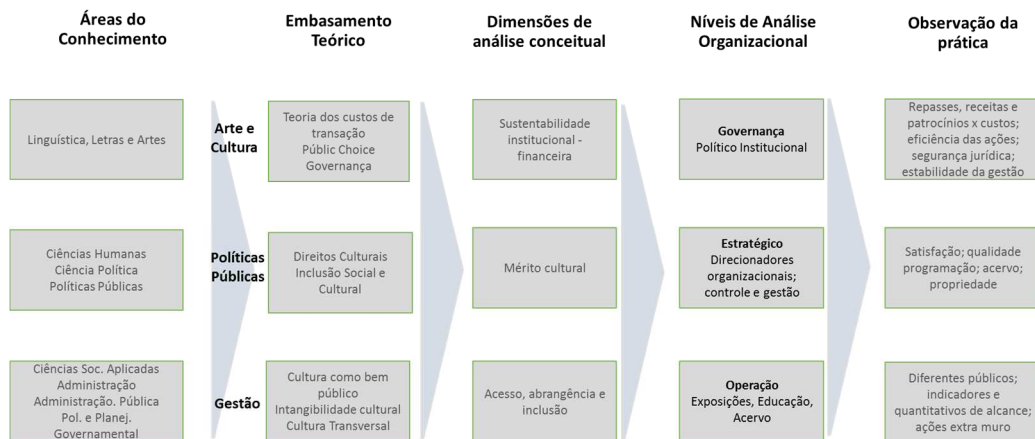 Áreas do
Conhecimento
Embasamento
Teórico
Dimensões de
análise conceitual
Níveis de Análise
Organizacional
Observação da
prática
Linguística, Letras e Artes
Arte e
Cultura
Teoria dos custos de
transação
Públic Choice
Governança
Sustentabilidade
institucional -
financeira
Governança
Político Institucional
Repasses, receitas e
patrocínios x custos;
eficiência das ações;
segurança jurídica;
estabilidade da gestão
Ciências Humanas
Ciência Política
Políticas Públicas
Políticas
Públicas
Direitos Culturais
Inclusão Social e
Cultural
Mérito cultural
Estratégico
Direcionadores
organizacionais;
controle e gestão
Satisfação; qualidade
programação; acervo;
propriedade
Ciências Soc. Aplicadas
Administração
Administração. Pública
Pol. e Planej.
Governamental
Gestão
Cultura como bem
público
Intangibilidade cultural
Cultura Transversal
Acesso, abrangência e
inclusão
Operação
Exposições, Educação,
Acervo
Diferentes públicos;
indicadores e
quantitativos de alcance;
ações extra muro